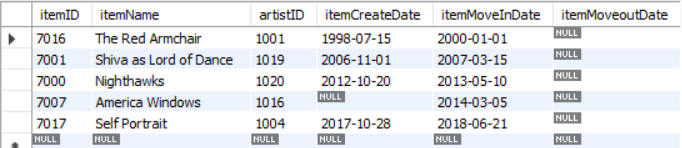 itemID itemName artistID itemCreateDate itemMoveInDate itemMoveoutDate
7016 The Red Armchair 1001 1998-07-15 2000-01-01 NULL
7001 Shiva as Lord of Dance 1019 2006-11-01 2007-03-15 NULL
7000 Nighthawks 1020 2012-10-20 2013-05-10 NULL
7007 America Windows 1016 NULL 2014-03-05 NULL
7017 Self Portrait 1004 2017-10-28 2018-06-21 NULL
NULL NULL NULL NULL NULL NULL